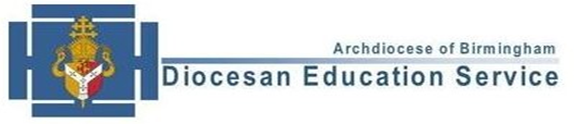 Archdiocese of Birmingham
Diocesan Education Service